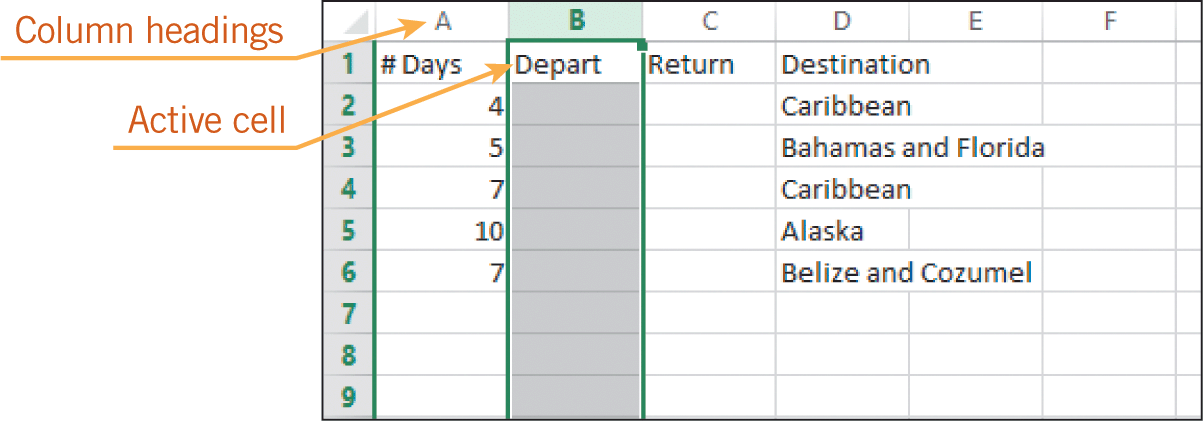 Column headings
A B C D E F
1 # Days Depart Return Destination
Active cell
2 4 Caribbean
3 5 Bahamas and Florida
4 7 Caribbean
5 10 Alaska
6 7 Belize and Cozumel
7
8
9